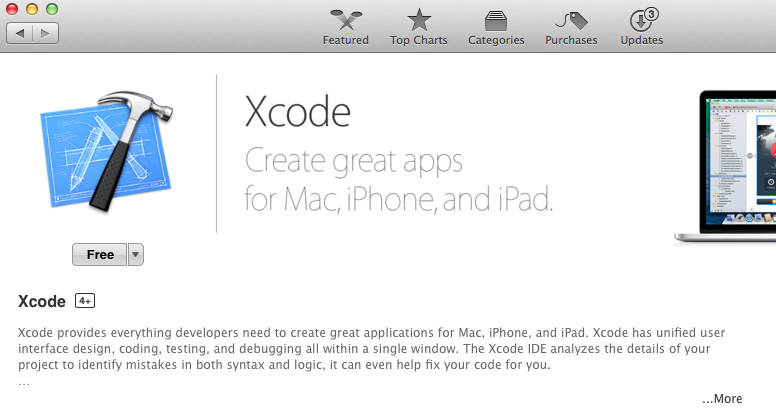 3
Featured Top Charts Categories Purchases Updates
Xcode
Create great apps
for Mac, iPhone, and iPad.
Free
Xcode 4+
Xcode provides everything developers need to create great applications for Mac, iPhone, and iPad. Xcode has unified user
interface design, coding, testing, and debugging all within a single window. The Xcode IDE analyzes the details of your
project to identify mistakes in both syntax and logic, it can even help fix your code for you.
...
...More